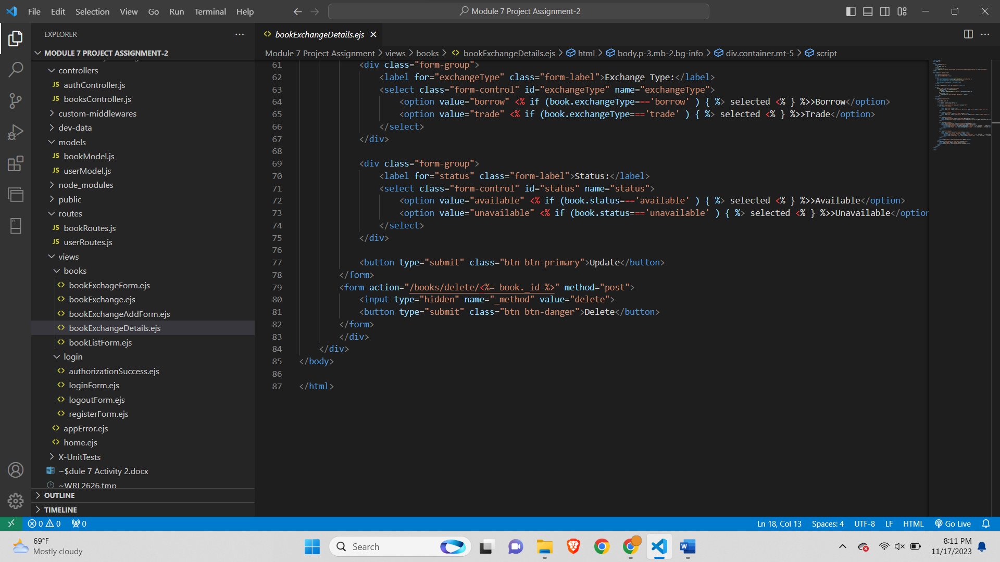 File Edit Selection View Go Run Terminal Help
Module 7 Project Assignment-2
EXPLORER
bookExchangeDetails.ejs
MODULE 7 PROJECT ASSIGNMENT-2
Module 7 Project Assignment > views > books > bookExchangeDetails.ejs > html > body.p-3.mb-2.bg-info > div.container.mt-5 > script
controllers
JS authController.js
JS booksController.js
custom-middlewares
dev-data
models
JS bookModel.js
JS userModel.js
node_modules
public
routes
JS bookRoutes.js
JS userRoutes.js
views
books
bookExchageForm.ejs
bookExchange.ejs
bookExchangeAddForm.ejs
bookExchangeDetails.ejs
bookListForm.ejs
login
authorizationSuccess.ejs
loginForm.ejs
logoutForm.ejs
registerForm.ejs
appError.ejs
home.ejs
X-UnitTests
~$dule 7 Activity 2.docx
~WRL2626.tmp
OUTLINE
TIMELINE
61 <div class="form-group">
62 <label for="exchangeType" class="form-label">Exchange Type:</label>
63 <select class="form-control" id="exchangeType" name="exchangeType">
64 <option value="borrow" <% if (book.exchangeType==='borrow' ) { %> selected <% } %>>Borrow</option>
65 <option value="trade" <% if (book.exchangeType==='trade' ) { %> selected <% } %>>Trade</option>
66 </select>
67 </div>
68
69 <div class="form-group">
70 <label for="status" class="form-label">Status:</label>
71 <select class="form-control" id="status" name="status">
72 <option value="available" <% if (book.status==='available' ) { %> selected <% } %>>Available</option>
73 <option value="unavailable" <% if (book.status==='unavailable' ) { %> selected <% } %>>Unavailable</option
74 </select>
75 </div>
76
77 <button type="submit" class="btn btn-primary">Update</button>
78 </form>
79 <form action="/books/delete/<%= book._id %>" method="post">
80 <input type="hidden" name="_method" value="delete">
81 <button type="submit" class="btn btn-danger">Delete</button>
82 </form>
83 </div>
84 </div>
85 </body>
86
87 </html>
0 0 0
Ln 18, Col 13 Spaces: 4 UTF-8 LF HTML Go Live
69°F
Mostly cloudy
Search
8:11 PM
11/17/2023